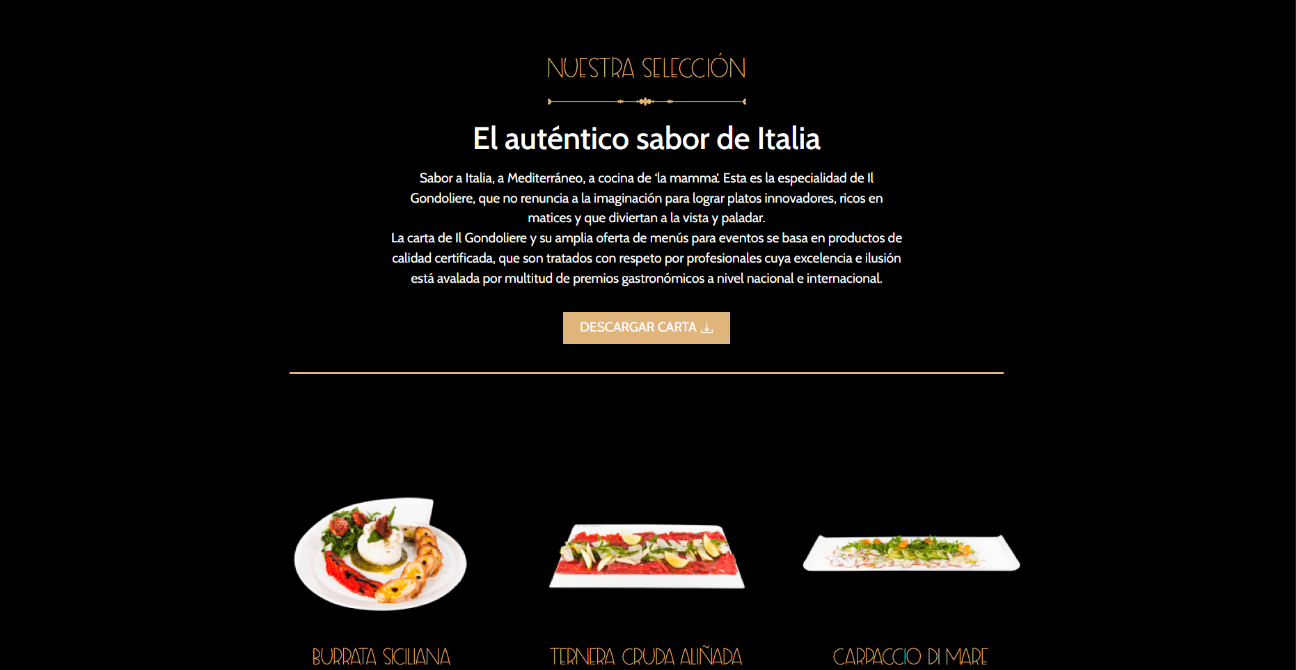 NUESTRA SELECCIÓN
El auténtico sabor de Italia
Sabor a Italia, a Mediterráneo, a cocina de ‘la mamma’. Esta es la especialidad de Il
Gondoliere, que no renuncia a la imaginación para lograr platos innovadores, ricos en
matices y que diviertan a la vista y paladar.
La carta de Il Gondoliere y su amplia oferta de menús para eventos se basa en productos de
calidad certificada, que son tratados con respeto por profesionales cuya excelencia e ilusión
está avalada por multitud de premios gastronómicos a nivel nacional e internacional.
DESCARGAR CARTA
BURRATA SICILIANA
TERNERA CRUDA ALIÑADA
CARPACCIO DI MARE